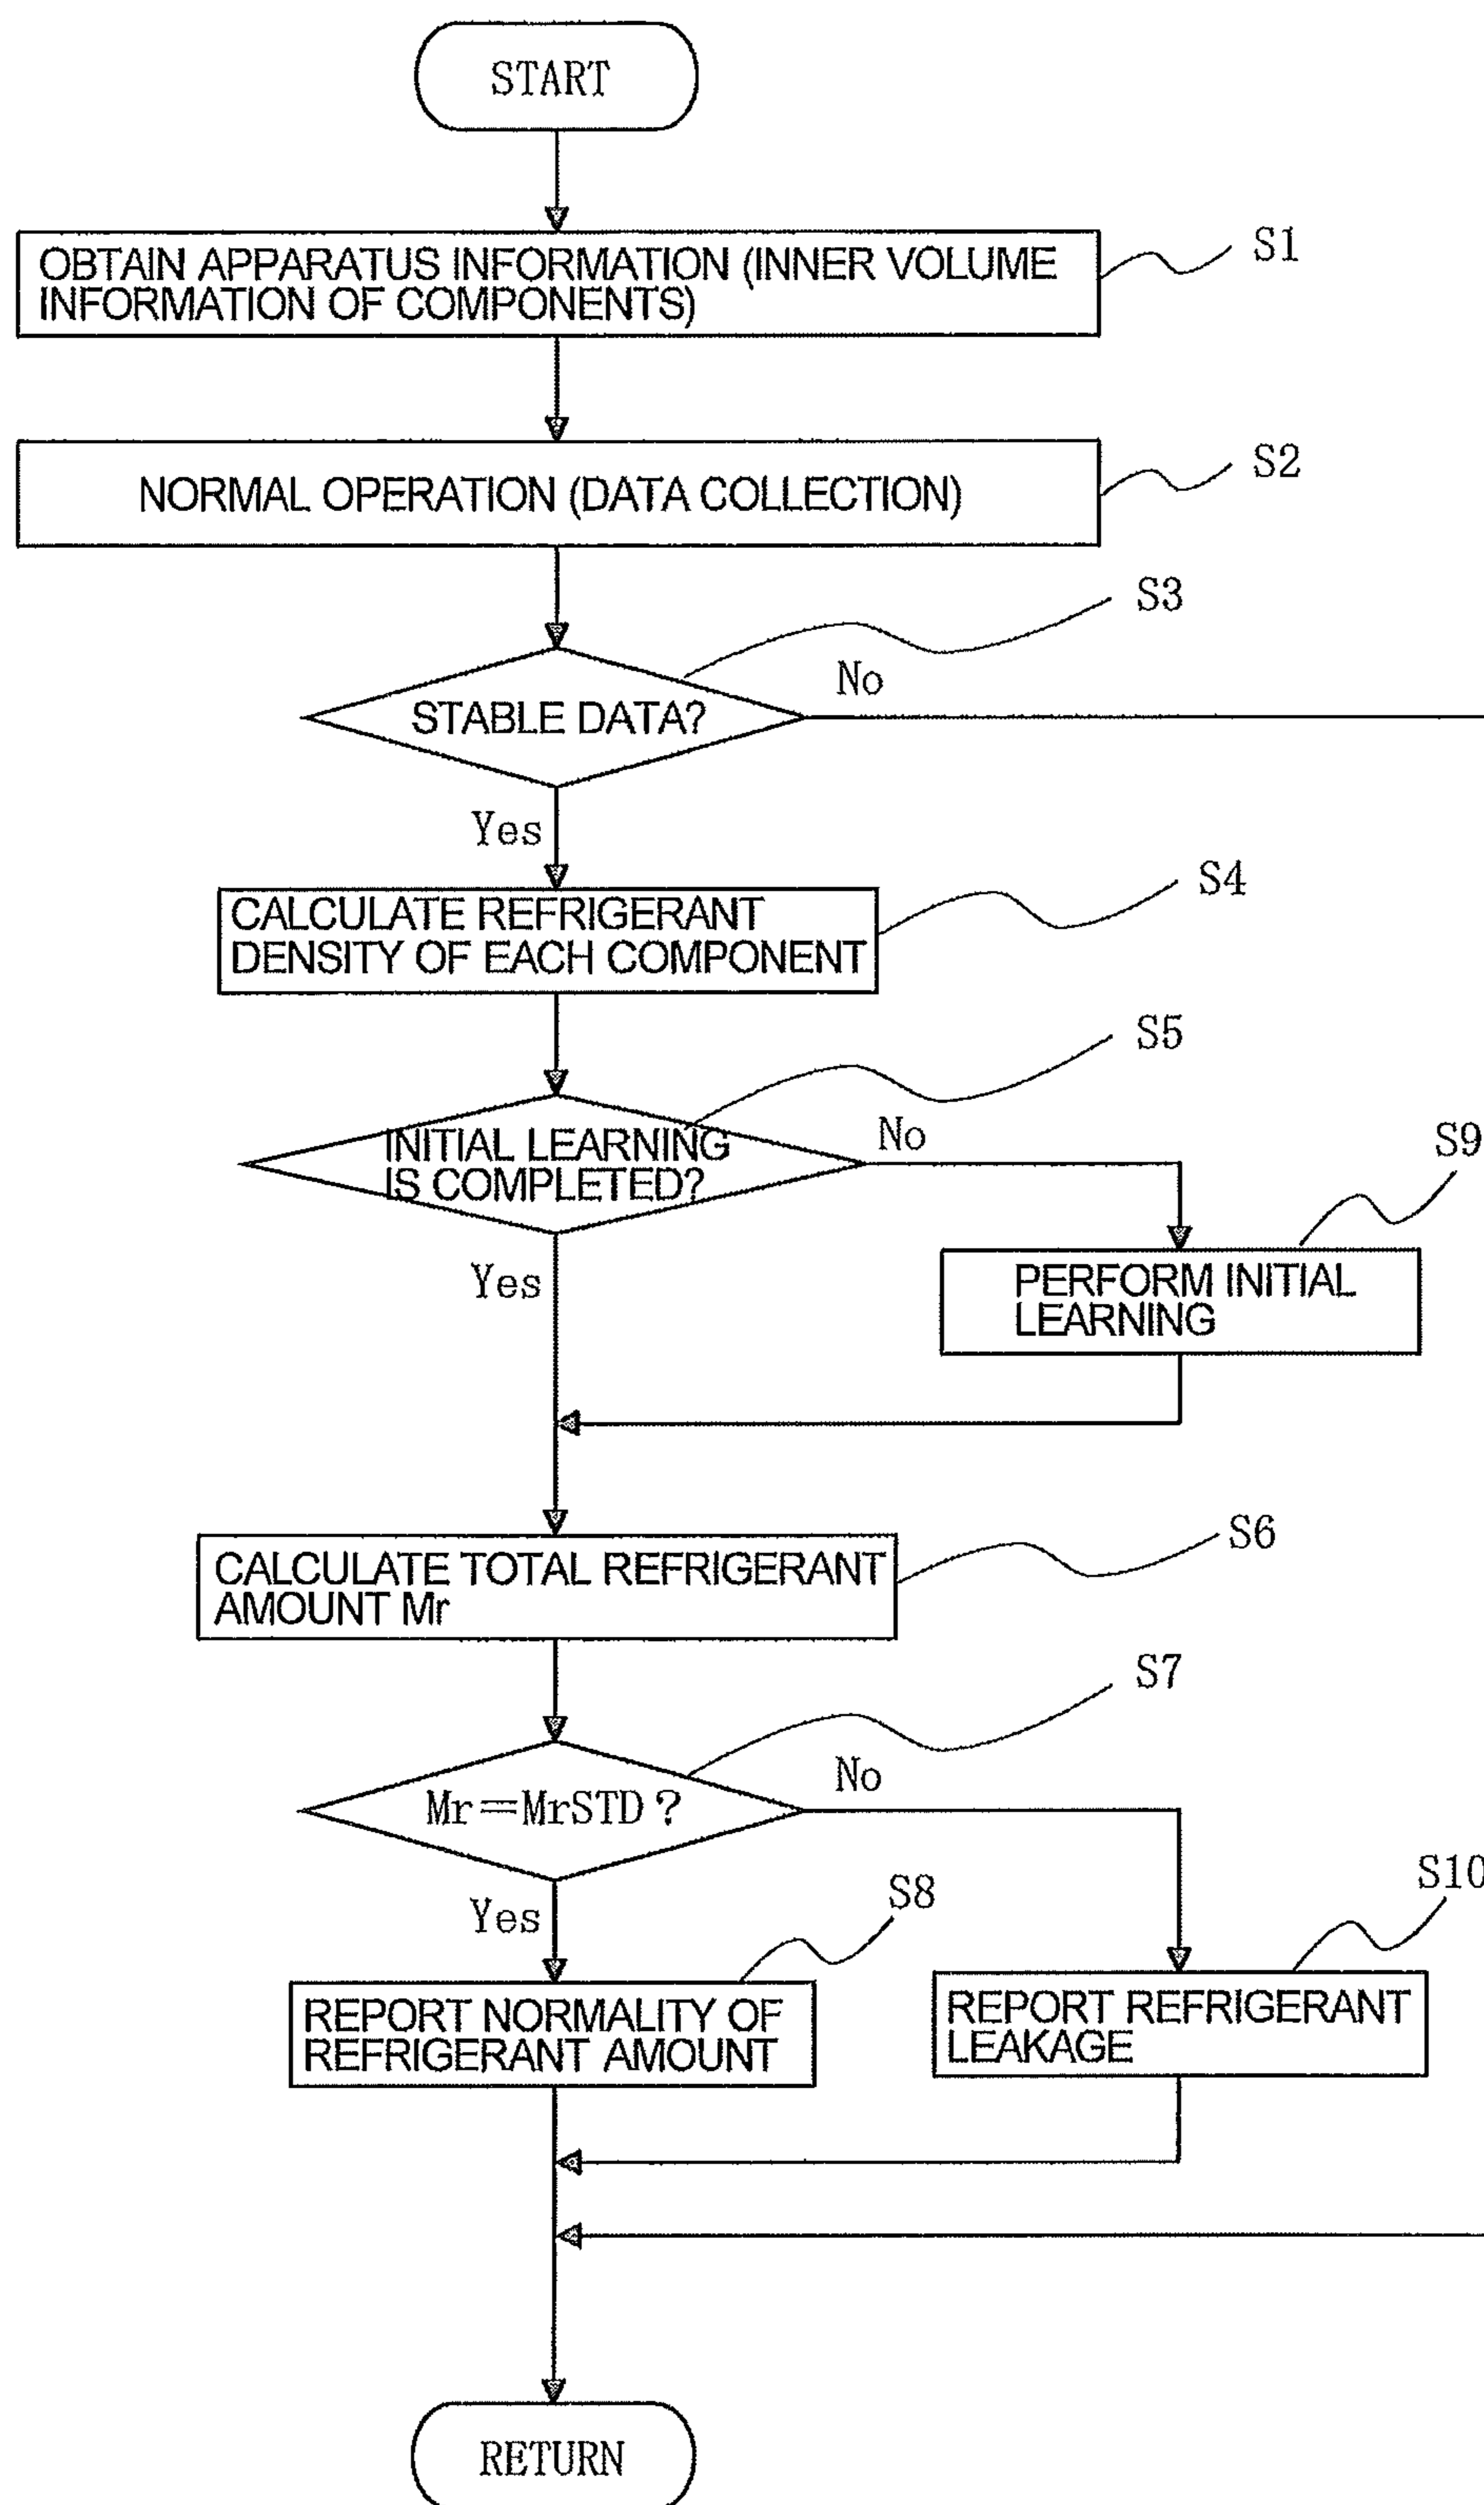 START
OBTAIN APPARATUS INFORMATION (INNER VOLUME
INFORMATION OF COMPONENTS)
S1
NORMAL OPERATION (DATA COLLECTION)
S2
S3
STABLE DATA?
No
Yes
CALCULATE REFRIGERANT
DENSITY OF EACH COMPONENT
S4
S5
INITIAL LEARNING
IS COMPLETED?
No
Yes
S9
PERFORM INITIAL
LEARNING
CALCULATE TOTAL REFRIGERANT
AMOUNT Mr
S6
S7
Mr＝MrSTD？
No
Yes
S8
REPORT NORMALITY OF
REFRIGERANT AMOUNT
S10
REPORT REFRIGERANT
LEAKAGE
RETURN